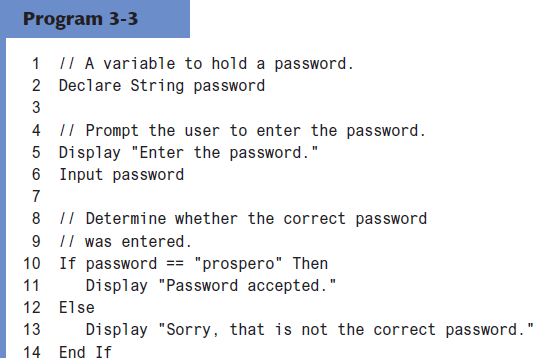 Program 3-3
1 // A variable to hold a password.
2 Declare String password
3
4 // Prompt the user to enter the password.
5 Display "Enter the password."
6 Input password
7
8 // Determine whether the correct password
9 // was entered.
10 If password == "prospero" Then
11    Display "Password accepted."
12 Else
13    Display "Sorry, that is not the correct password."
14 End If